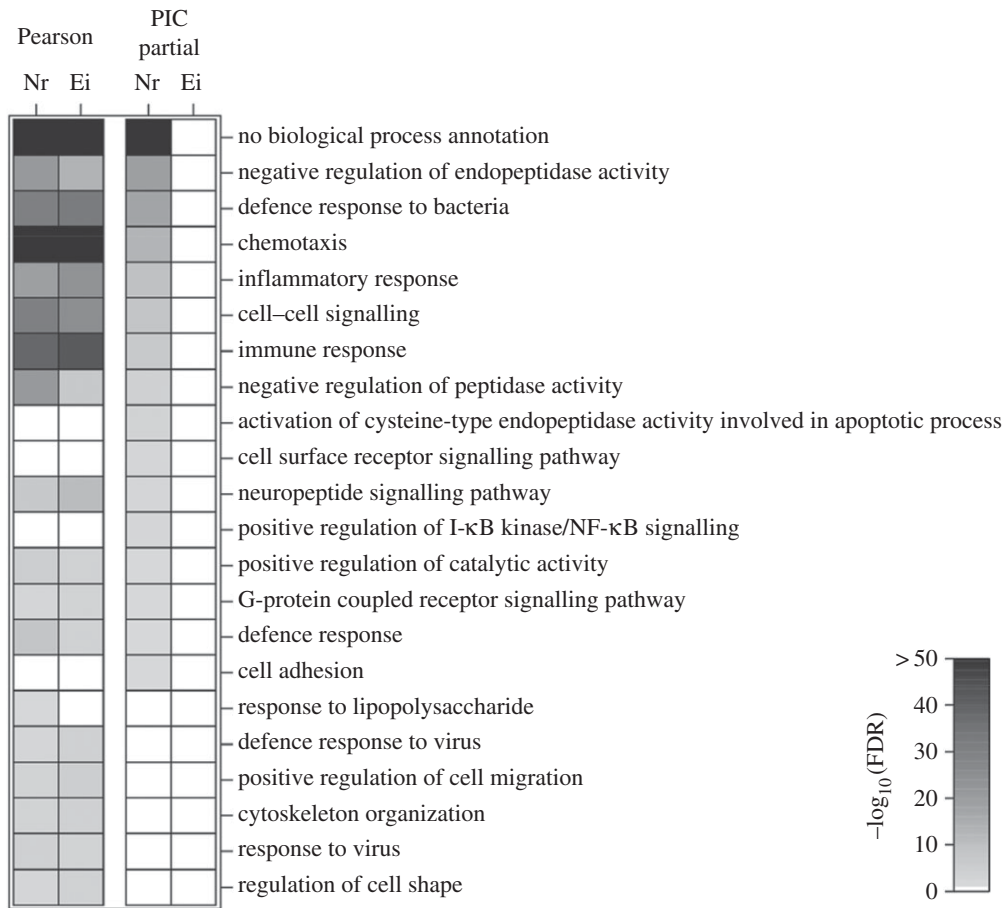 Pearson
PIC
partial
Nr Ei Nr Ei
no biological process annotation
negative regulation of endopeptidase activity
defence response to bacteria
chemotaxis
inflammatory response
cell–cell signalling
immune response
negative regulation of peptidase activity
activation of cysteine-type endopeptidase activity involved in apoptotic process
cell surface receptor signalling pathway
neuropeptide signalling pathway
positive regulation of I-κB kinase/NF-κB signalling
positive regulation of catalytic activity
G-protein coupled receptor signalling pathway
defence response
cell adhesion
response to lipopolysaccharide
defence response to virus
positive regulation of cell migration
cytoskeleton organization
response to virus
regulation of cell shape
> 50
40
30
20
10
0
–log10(FDR)